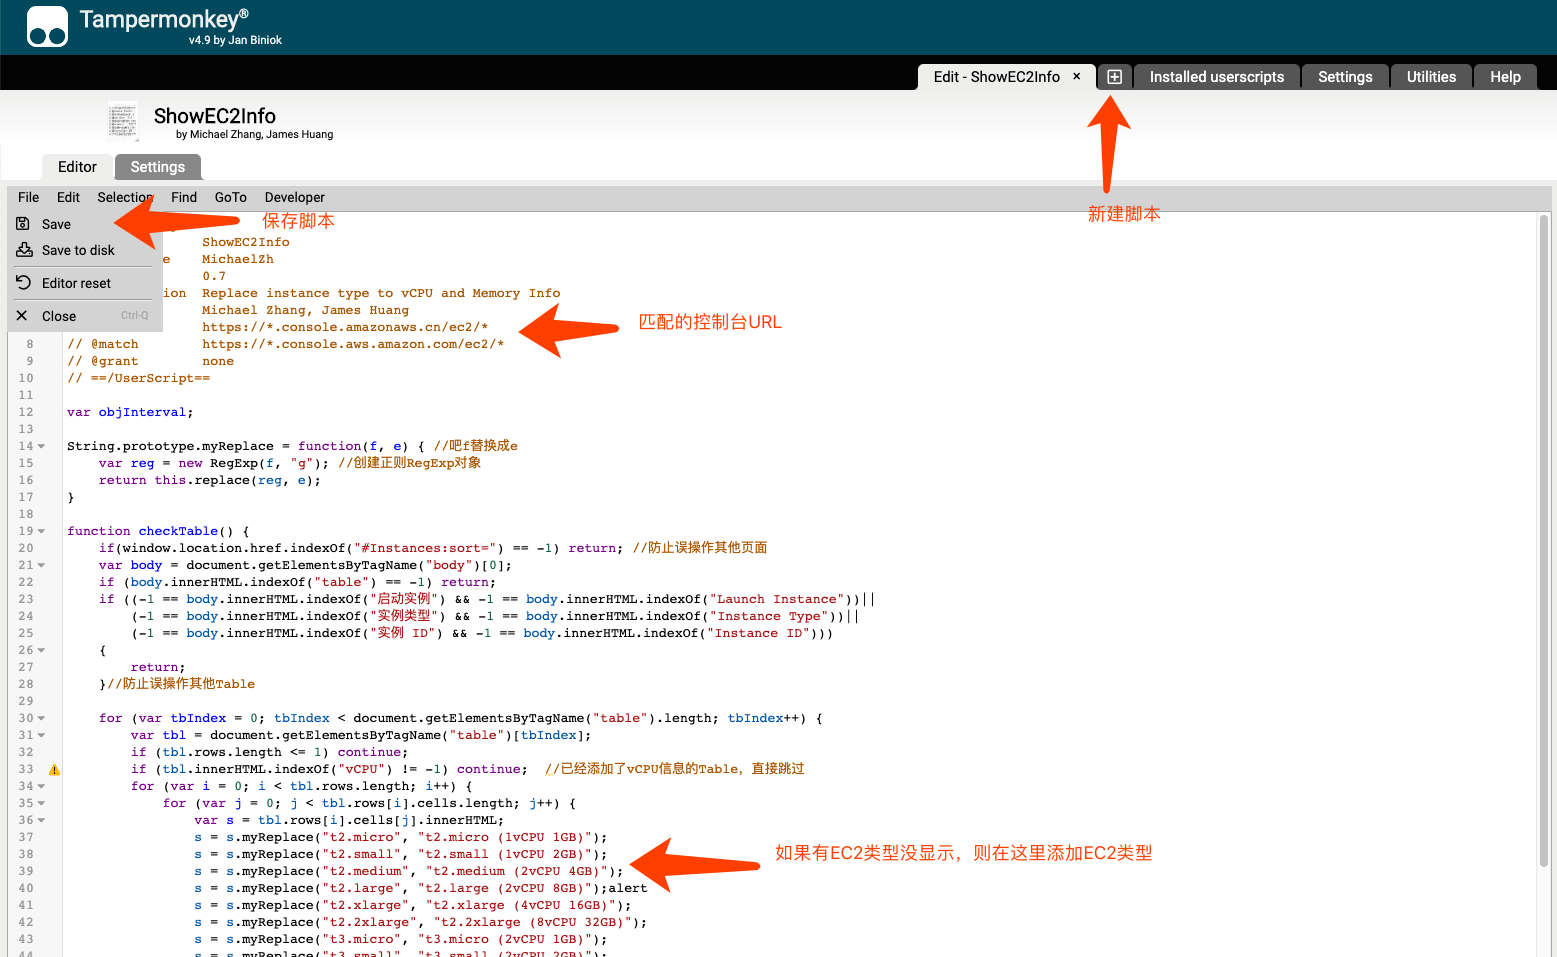 Tampermonkey®
v4.9 by Jan Biniok
Edit - ShowEC2Info × Installed userscripts Settings Utilities Help
ShowEC2Info
by Michael Zhang, James Huang
新建脚本
Editor Settings
File Edit Selection Find GoTo Developer
Save
保存脚本
Save to disk
Editor reset
Close Ctrl-Q
ShowEC2Info
e MichaelZh
0.7
ion Replace instance type to vCPU and Memory Info
Michael Zhang, James Huang
https://*.console.amazonaws.cn/ec2/*
匹配的控制台URL
8 // @match https://*.console.aws.amazon.com/ec2/*
9 // @grant none
10 // ==/UserScript==
11
12 var objInterval;
13
14 String.prototype.myReplace = function(f, e) { //吧f替换成e
15 var reg = new RegExp(f, "g"); //创建正则RegExp对象
16 return this.replace(reg, e);
17 }
18
19 function checkTable() {
20 if(window.location.href.indexOf("#Instances:sort=") == -1) return; //防止误操作其他页面
21 var body = document.getElementsByTagName("body")[0];
22 if (body.innerHTML.indexOf("table") == -1) return;
23 if ((-1 == body.innerHTML.indexOf("启动实例") && -1 == body.innerHTML.indexOf("Launch Instance"))||
24 (-1 == body.innerHTML.indexOf("实例类型") && -1 == body.innerHTML.indexOf("Instance Type"))||
25 (-1 == body.innerHTML.indexOf("实例 ID") && -1 == body.innerHTML.indexOf("Instance ID")))
26 {
27 return;
28 }//防止误操作其他Table
29
30 for (var tbIndex = 0; tbIndex < document.getElementsByTagName("table").length; tbIndex++) {
31 var tbl = document.getElementsByTagName("table")[tbIndex];
32 if (tbl.rows.length <= 1) continue;
33 if (tbl.innerHTML.indexOf("vCPU") != -1) continue; //已经添加了vCPU信息的Table，直接跳过
34 for (var i = 0; i < tbl.rows.length; i++) {
35 for (var j = 0; j < tbl.rows[i].cells.length; j++) {
36 var s = tbl.rows[i].cells[j].innerHTML;
37 s = s.myReplace("t2.micro", "t2.micro (1vCPU 1GB)");
38 s = s.myReplace("t2.small", "t2.small (1vCPU 2GB)");
如果有EC2类型没显示，则在这里添加EC2类型
39 s = s.myReplace("t2.medium", "t2.medium (2vCPU 4GB)");
40 s = s.myReplace("t2.large", "t2.large (2vCPU 8GB)");alert
41 s = s.myReplace("t2.xlarge", "t2.xlarge (4vCPU 16GB)");
42 s = s.myReplace("t2.2xlarge", "t2.2xlarge (8vCPU 32GB)");
43 s = s.myReplace("t3.micro", "t3.micro (2vCPU 1GB)");
44 s = s.myReplace("t3.small", "t3.small (2vCPU 2GB)");